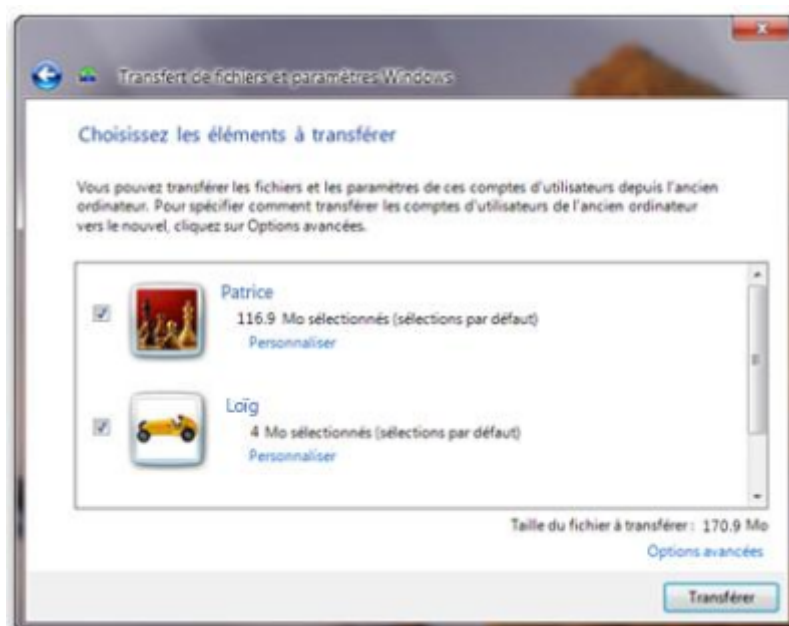 Transfert de fichiers et paramètres Windows
Choisissez les éléments à transférer
Vous pouvez transférer les fichiers et les paramètres de ces comptes d'utilisateurs depuis l'ancien
ordinateur. Pour spécifier comment transférer les comptes d'utilisateurs de l'ancien ordinateur
vers le nouvel, cliquez sur Options avancées.
Patrice
116.9 Mo sélectionnés (sélections par défaut)
Personnaliser
Loïg
4 Mo sélectionnés (sélections par défaut)
Personnaliser
Taille du fichier à transférer : 170.9 Mo
Options avancées
Transférer